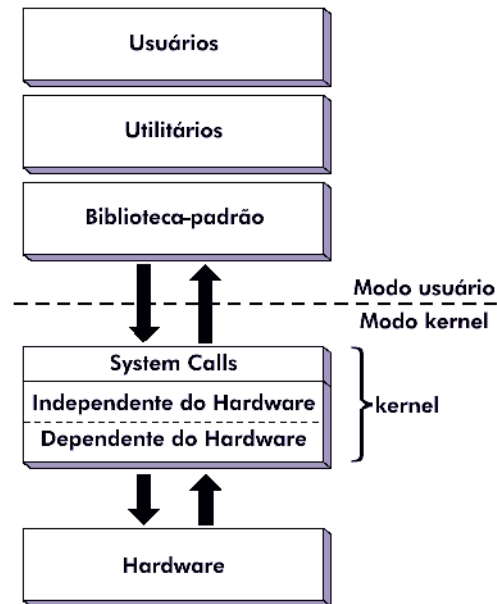 Usuários
Utilitários
Biblioteca-padrão
Modo usuário
Modo kernel
System Calls
Independente do Hardware
Dependente do Hardware
kernel
Hardware